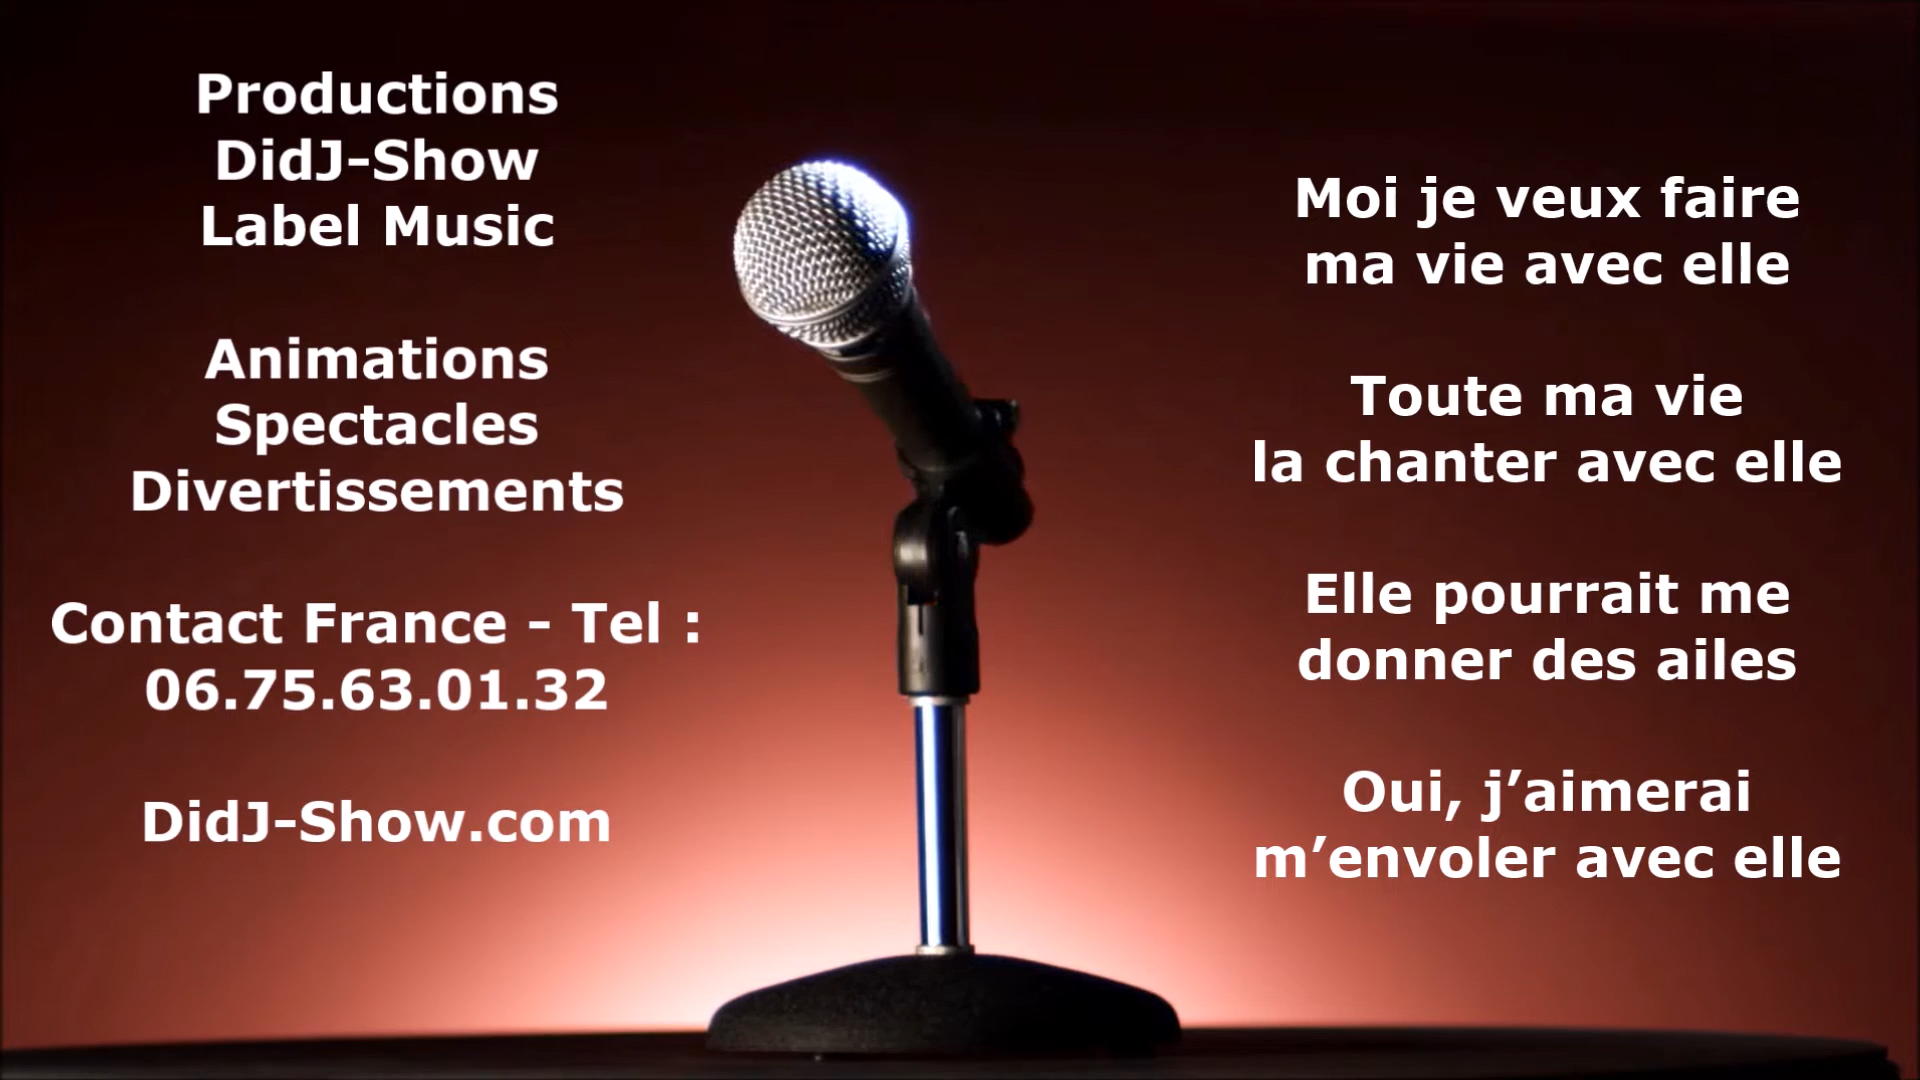 Productions
DidJ-Show
Label Music
Animations
Spectacles
Divertissements
Contact France - Tel :
06.75.63.01.32
DidJ-Show.com
Moi je veux faire
ma vie avec elle
Toute ma vie
la chanter avec elle
Elle pourrait me
donner des ailes
Oui, j’aimerai
m’envoler avec elle